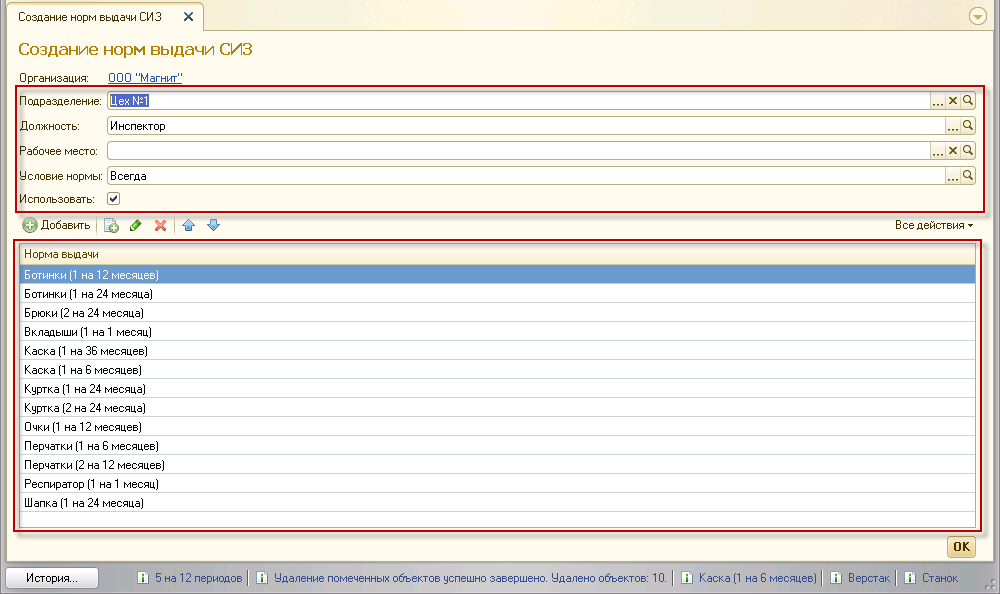 Создание норм выдачи СИЗ
Создание норм выдачи СИЗ
Организация: ООО "Магнит"
Подразделение: Цех №1
Должность: Инспектор
Рабочее место:
Условие нормы: Всегда
Использовать:
Добавить Все действия
Норма выдачи
Ботинки (1 на 12 месяцев)
Ботинки (1 на 24 месяца)
Брюки (2 на 24 месяца)
Вкладыши (1 на 1 месяц)
Каска (1 на 36 месяцев)
Каска (1 на 6 месяцев)
Куртка (1 на 24 месяца)
Куртка (2 на 24 месяца)
Очки (1 на 12 месяцев)
Перчатки (1 на 6 месяцев)
Перчатки (2 на 12 месяцев)
Респиратор (1 на 1 месяц)
Шапка (1 на 24 месяца)
OK
История... 5 на 12 периодов Удаление помеченных объектов успешно завершено. Удалено объектов: 10. Каска (1 на 6 месяцев) Верстак Станок